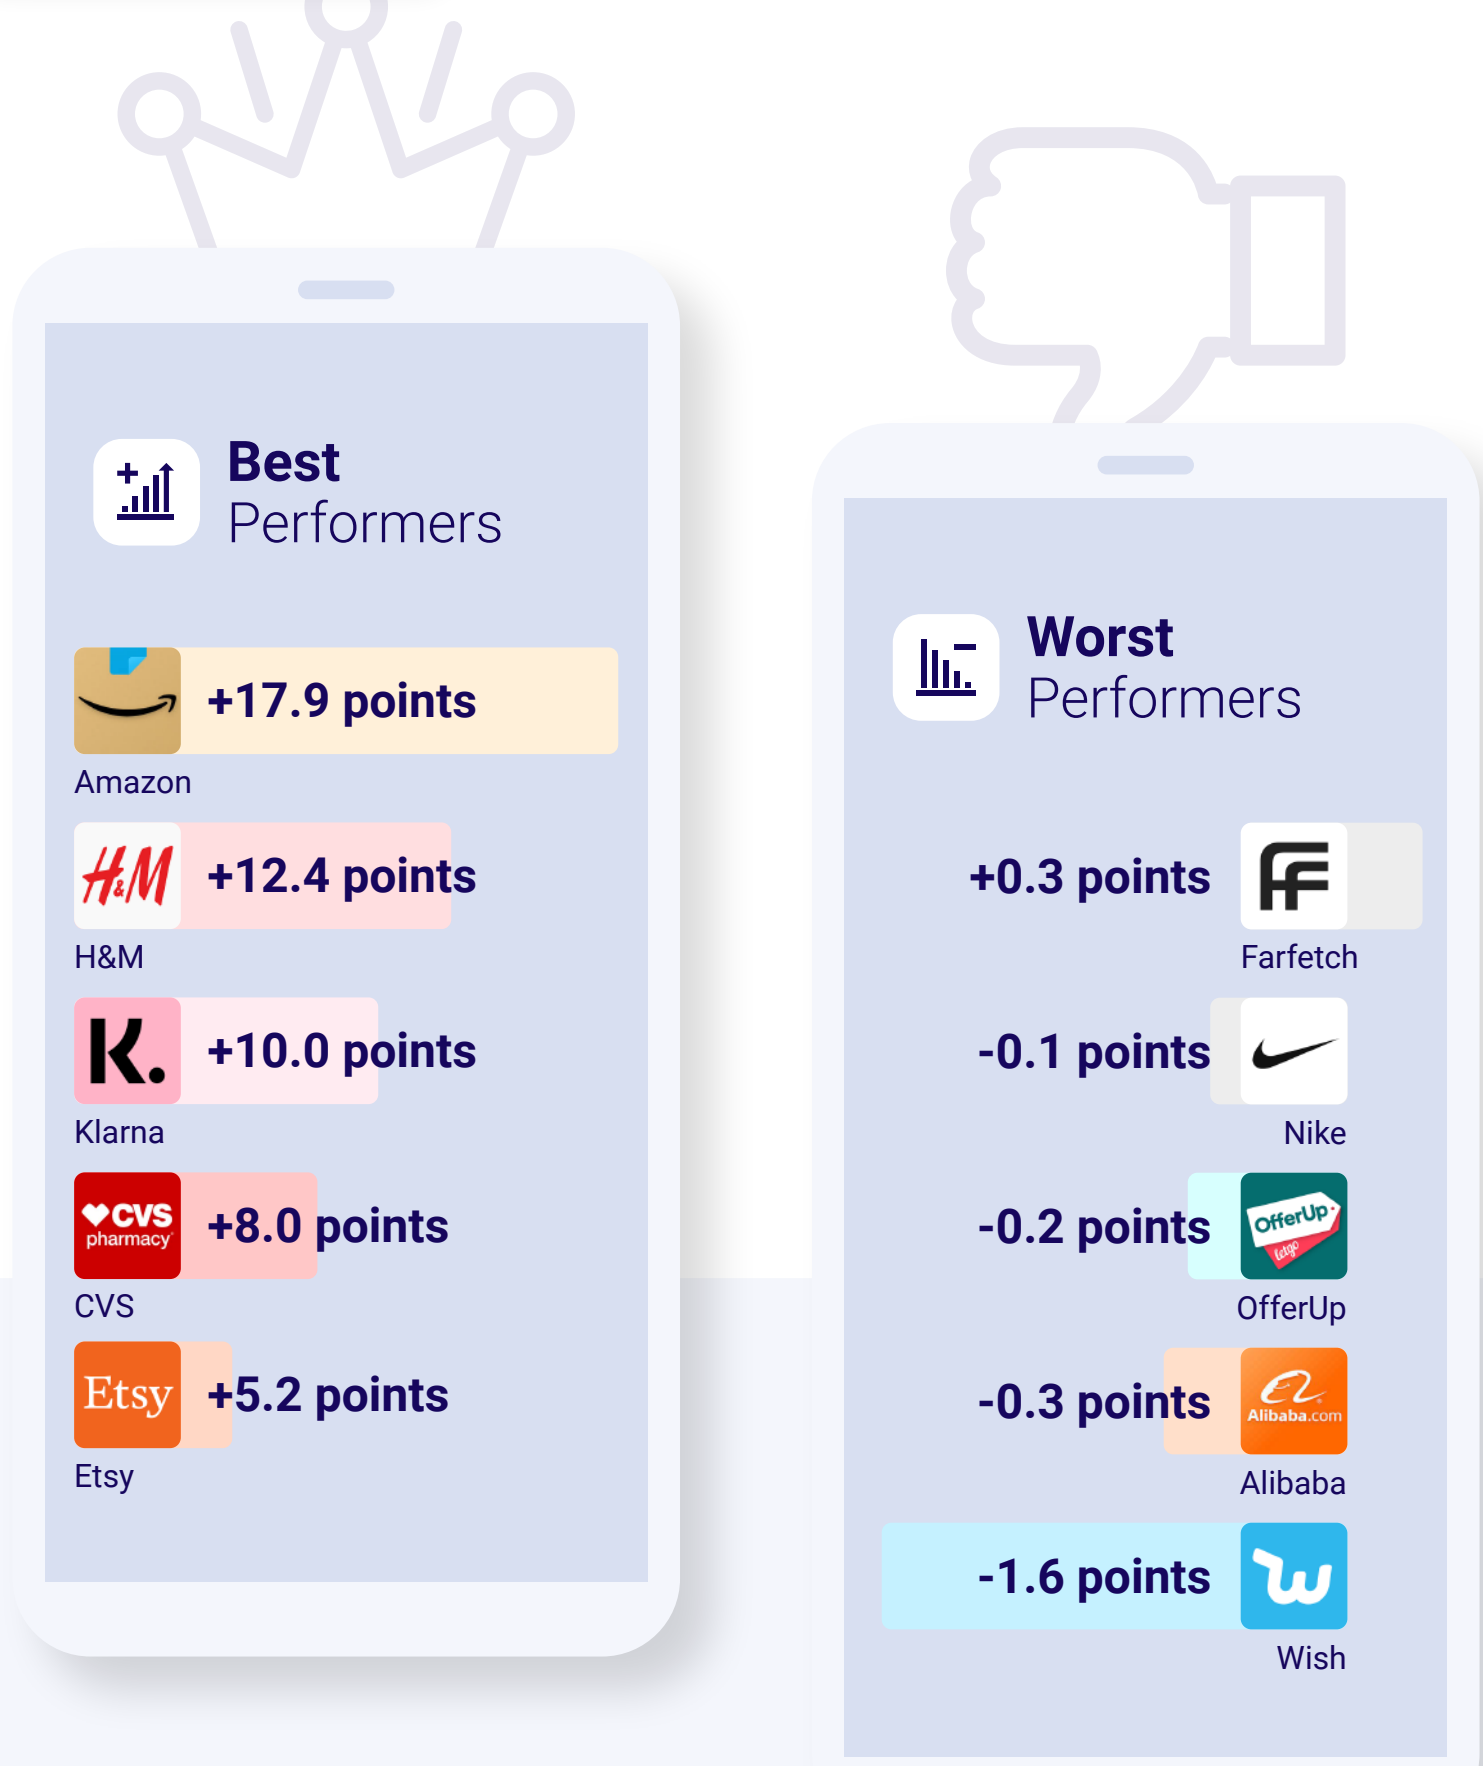 Best
Performers
+17.9 points
Amazon
H&M
+12.4 points
H&M
K.
+10.0 points
Klarna
CVS
pharmacy
+8.0 points
CVS
Etsy
+5.2 points
Etsy
Worst
Performers
+0.3 points
Farfetch
-0.1 points
Nike
-0.2 points
OfferUp
letgo
OfferUp
-0.3 points
Alibaba.com
Alibaba
-1.6 points
Wish